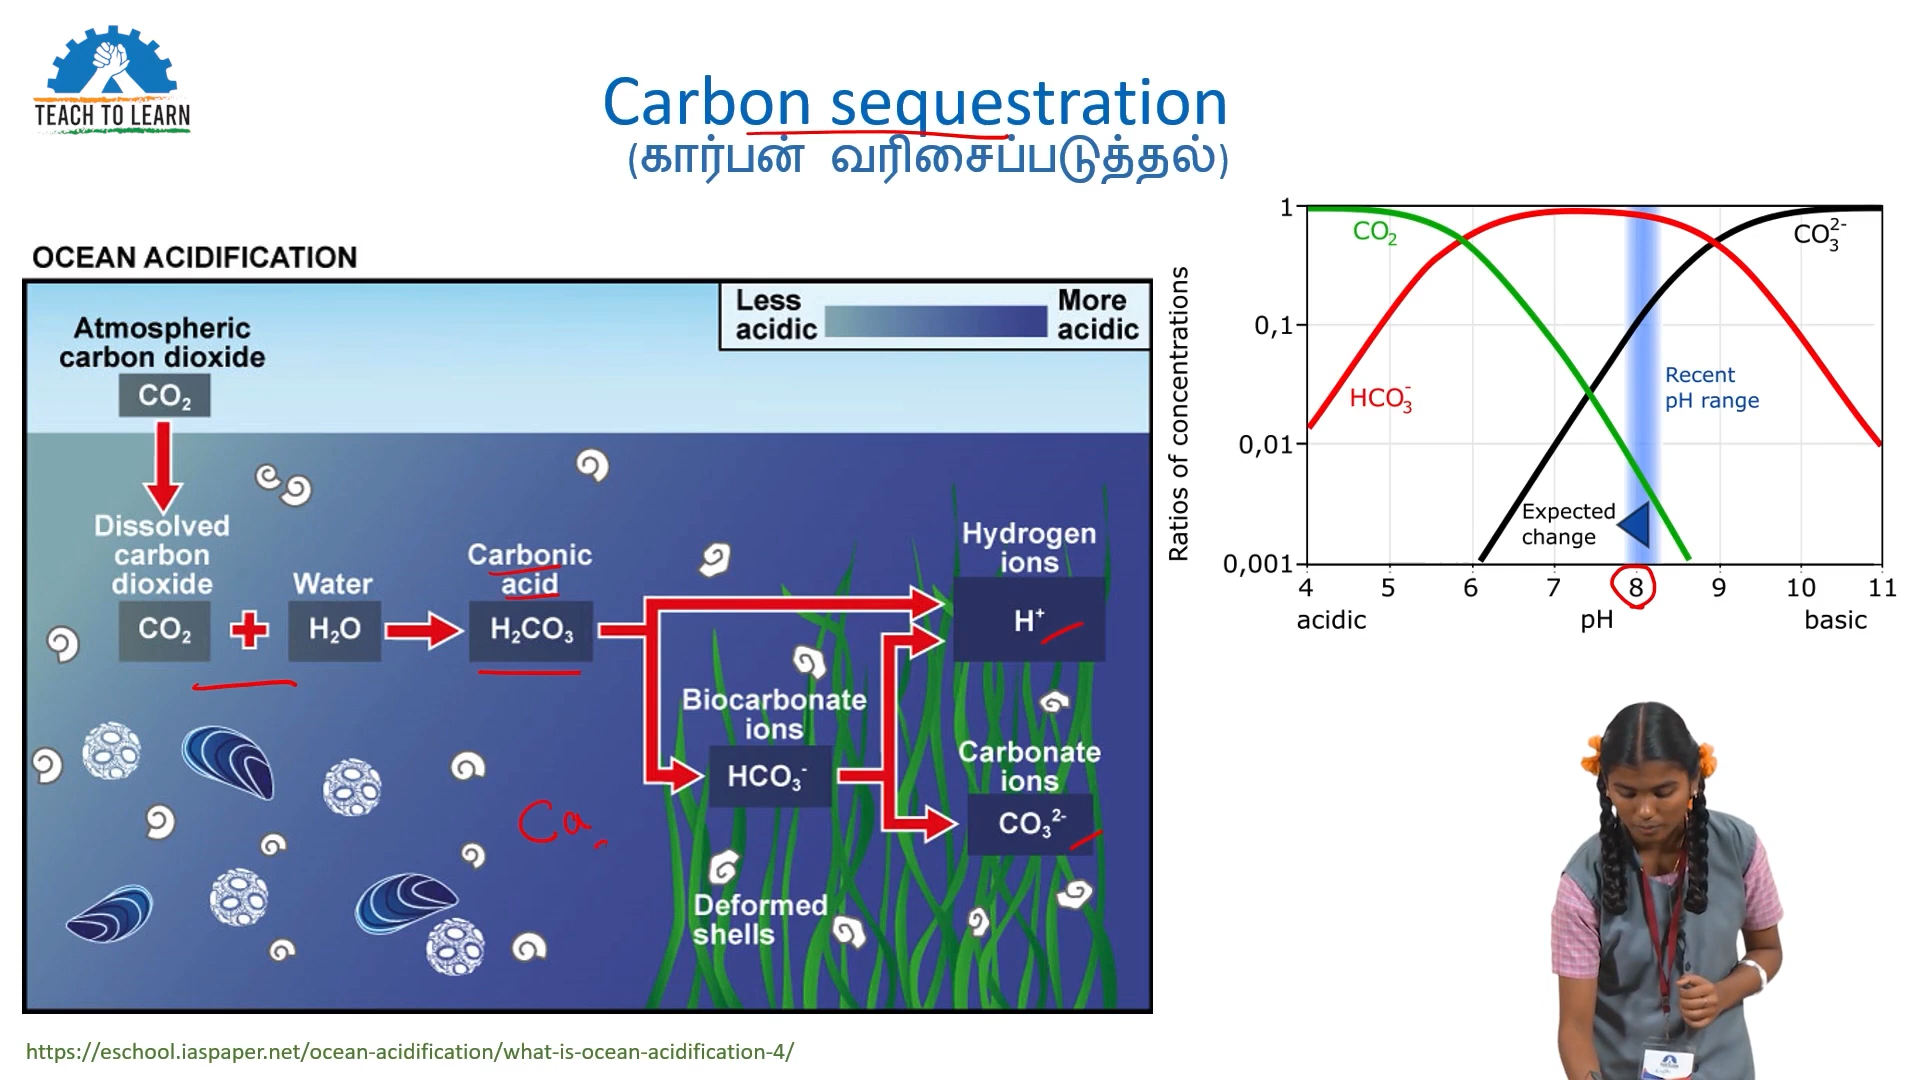 TEACH TO LEARN
Carbon sequestration
(கார்பன் வரிசைப்படுத்தல்)
OCEAN ACIDIFICATION
Less
acidic
More
acidic
Atmospheric
carbon dioxide
CO₂
Dissolved
carbon
dioxide
CO₂
Water
H₂O
Carbonic
acid
H₂CO₃
Hydrogen
ions
H⁺
Biocarbonate
ions
HCO₃⁻
Carbonate
ions
CO₃²⁻
Ca
Deformed
shells
https://eschool.iaspaper.net/ocean-acidification/what-is-ocean-acidification-4/
Ratios of concentrations
1
0,1
0,01
0,001
CO₂
HCO₃⁻
CO₃²⁻
Recent
pH range
Expected
change
4 5 6 7 8 9 10 11
acidic pH basic